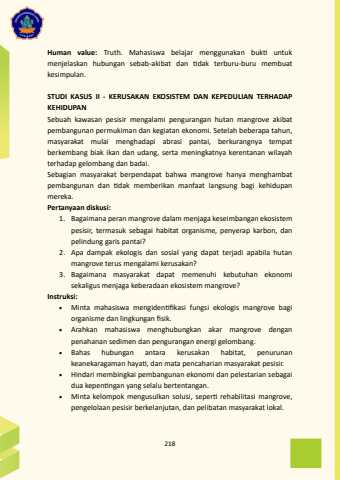 Human value: Truth. Mahasiswa belajar menggunakan bukti untuk
menjelaskan hubungan sebab-akibat dan tidak terburu-buru membuat
kesimpulan.
STUDI KASUS II - KERUSAKAN EKOSISTEM DAN KEPEDULIAN TERHADAP
KEHIDUPAN
Sebuah kawasan pesisir mengalami pengurangan hutan mangrove akibat
pembangunan permukiman dan kegiatan ekonomi. Setelah beberapa tahun,
masyarakat mulai menghadapi abrasi pantai, berkurangnya tempat
berkembang biak ikan dan udang, serta meningkatnya kerentanan wilayah
terhadap gelombang dan badai.
Sebagian masyarakat berpendapat bahwa mangrove hanya menghambat
pembangunan dan tidak memberikan manfaat langsung bagi kehidupan
mereka.
Pertanyaan diskusi:
1. Bagaimana peran mangrove dalam menjaga keseimbangan ekosistem
pesisir, termasuk sebagai habitat organisme, penyerap karbon, dan
pelindung garis pantai?
2. Apa dampak ekologis dan sosial yang dapat terjadi apabila hutan
mangrove terus mengalami kerusakan?
3. Bagaimana masyarakat dapat memenuhi kebutuhan ekonomi
sekaligus menjaga keberadaan ekosistem mangrove?
Instruksi:
• Minta mahasiswa mengidentifikasi fungsi ekologis mangrove bagi
organisme dan lingkungan fisik.
• Arahkan mahasiswa menghubungkan akar mangrove dengan
penahanan sedimen dan pengurangan energi gelombang.
• Bahas hubungan antara kerusakan habitat, penurunan
keanekaragaman hayati, dan mata pencaharian masyarakat pesisir.
• Hindari membingkai pembangunan ekonomi dan pelestarian sebagai
dua kepentingan yang selalu bertentangan.
• Minta kelompok mengusulkan solusi, seperti rehabilitasi mangrove,
pengelolaan pesisir berkelanjutan, dan pelibatan masyarakat lokal.
218